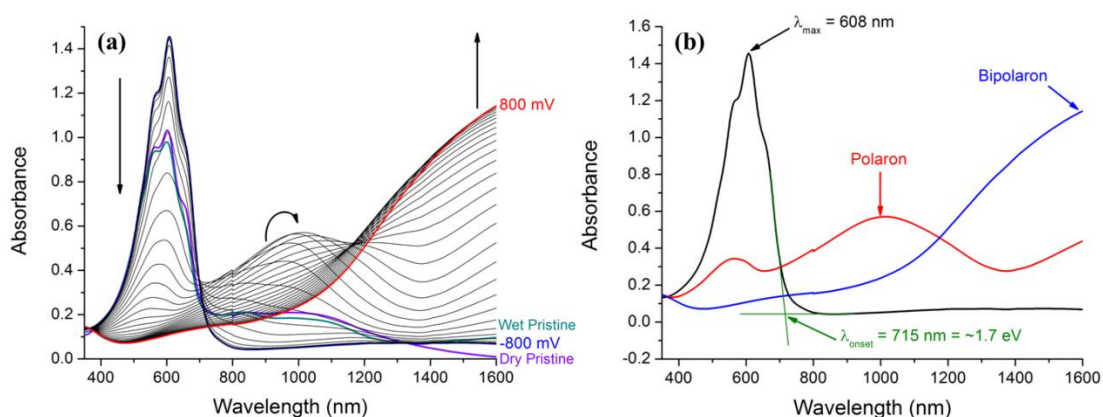 (a)
1.4
1.2
1.0
0.8
0.6
0.4
0.2
0.0
Absorbance
400 600 800 1000 1200 1400 1600
Wavelength (nm)
800 mV
Wet Pristine
-800 mV
Dry Pristine
(b)
1.6
1.4
1.2
1.0
0.8
0.6
0.4
0.2
0.0
-0.2
Absorbance
400 600 800 1000 1200 1400 1600
Wavelength (nm)
λmax = 608 nm
Bipolaron
Polaron
λonset = 715 nm = ~1.7 eV